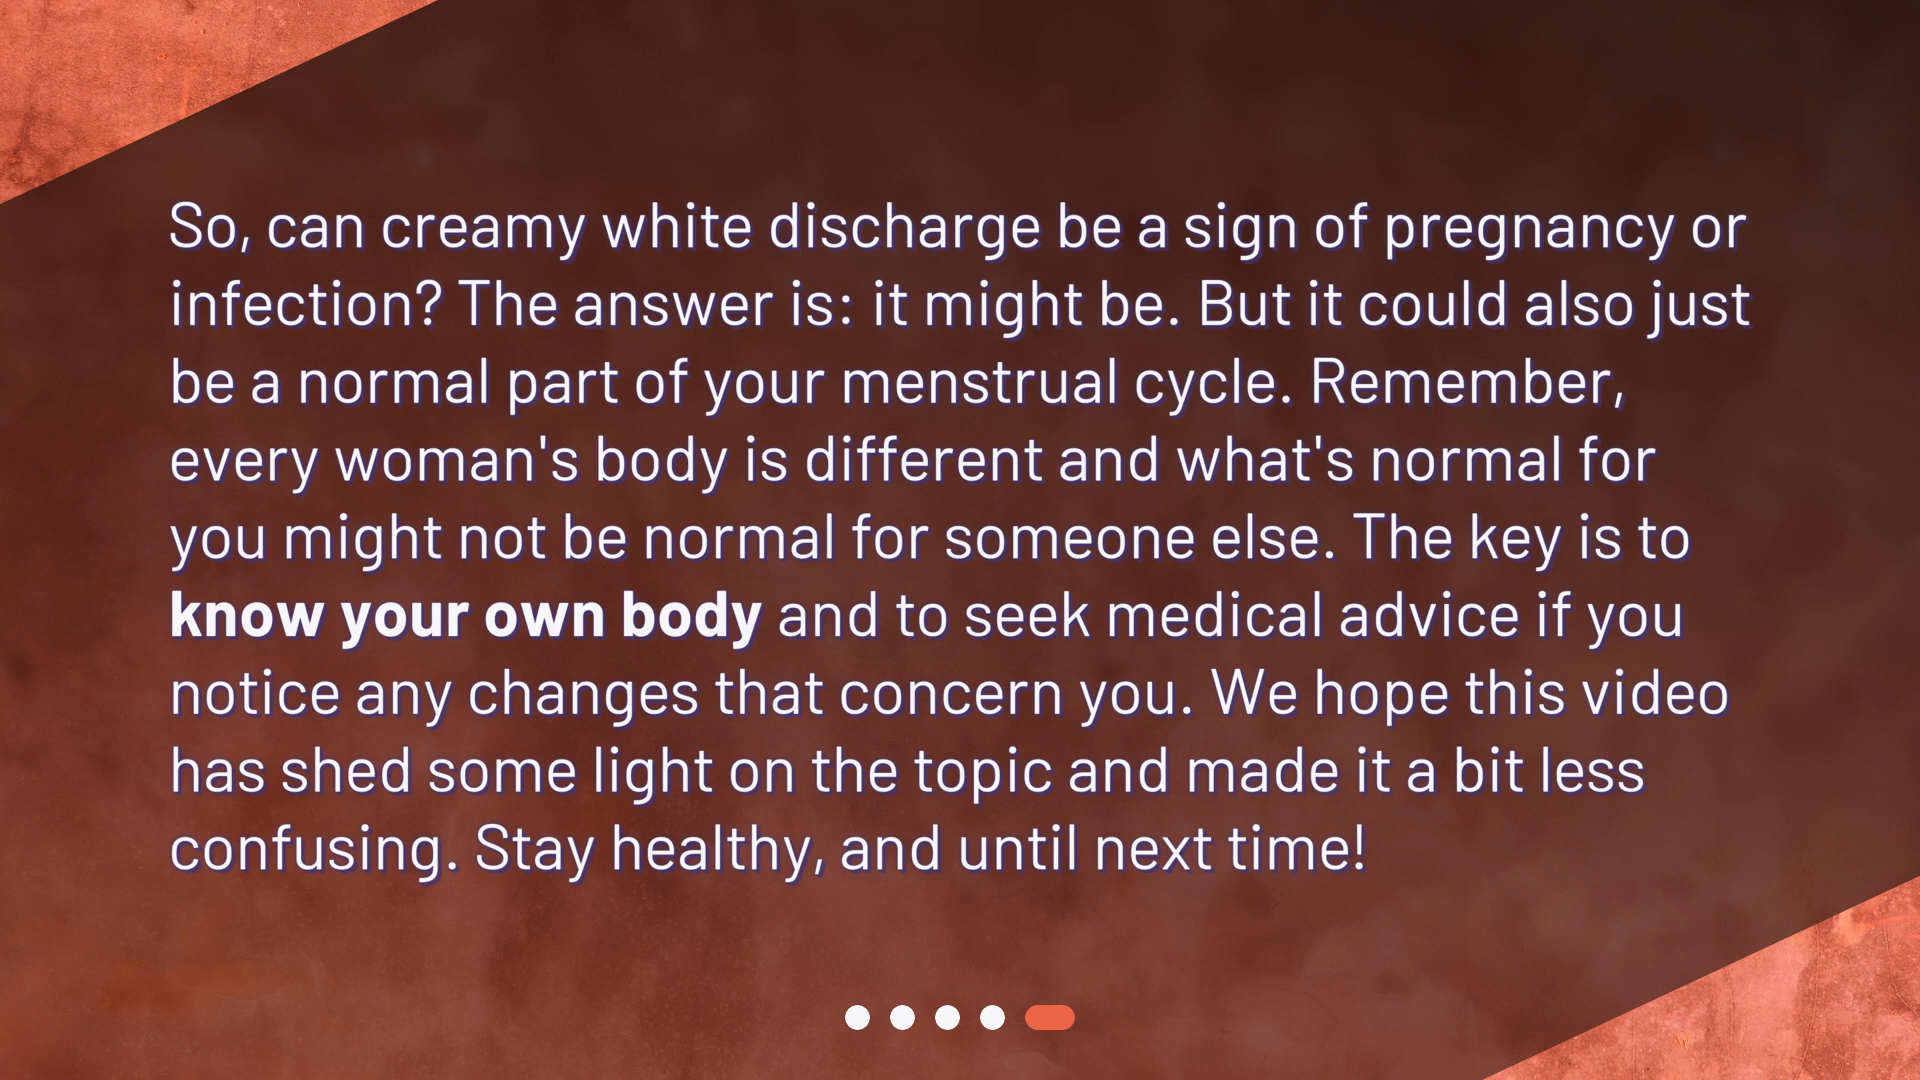 So, can creamy white discharge be a sign of pregnancy or
infection? The answer is: it might be. But it could also just
be a normal part of your menstrual cycle. Remember,
every woman's body is different and what's normal for
you might not be normal for someone else. The key is to
know your own body and to seek medical advice if you
notice any changes that concern you. We hope this video
has shed some light on the topic and made it a bit less
confusing. Stay healthy, and until next time!